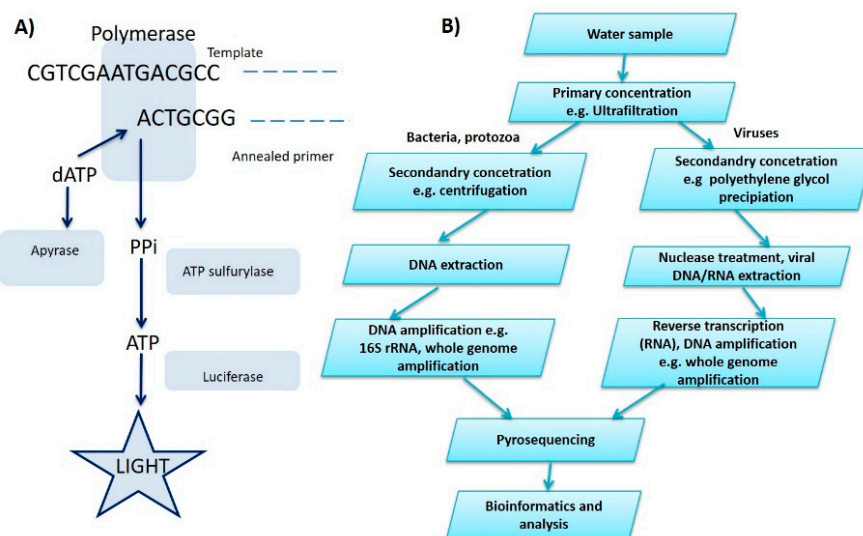 A)
Polymerase
Template
CGTCGAATGACGCC
ACTGCGG
Annealed primer
dATP
Apyrase
PPi
ATP sulfurylase
ATP
Luciferase
LIGHT
B)
Water sample
Primary concentration
e.g. Ultrafiltration
Bacteria, protozoa
Viruses
Secondandry concetration
e.g. centrifugation
Secondandry concetration
e.g polyethylene glycol
precipiation
DNA extraction
Nuclease treatment, viral
DNA/RNA extraction
DNA amplification e.g.
16S rRNA, whole genome
amplification
Reverse transcription
(RNA), DNA amplification
e.g. whole genome
amplification
Pyrosequencing
Bioinformatics and
analysis